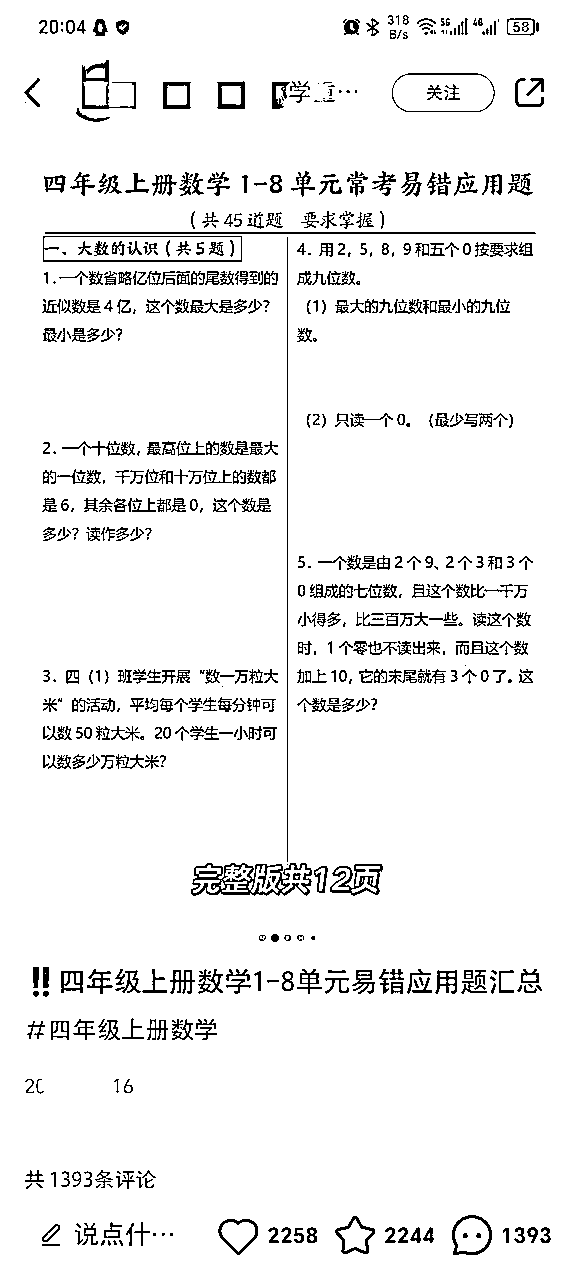 20:04
318 B/s 5G 4G 58
学
关注
四年级上册数学1-8单元常考易错应用题
（共45道题 要求掌握）
一、大数的认识（共5题）
1.一个数省略亿位后面的尾数得到的
近似数是4亿，这个数最大是多少？
最小是多少？
2.一个十位数，最高位上的数是最大
的一位数，千万位和十万位上的数都
是6，其余各位上都是0，这个数是
多少？读作多少？
3.四（1）班学生开展“数一万粒大
米“的活动，平均每个学生每分钟可
以数50粒大米。20个学生一小时可
以数多少万粒大米？
4.用2，5，8，9和五个0按要求组
成九位数。
（1）最大的九位数和最小的九位
数。
（2）只读一个0。（最少写两个）
5.一个数是由2个9、2个3和3个
0组成的七位数，且这个数比一千万
小得多，比三百万大一些。读这个数
时，1个零也不读出来，而且这个数
加上10，它的末尾就有3个0了。这
个数是多少？
完整版共12页
‼四年级上册数学1-8单元易错应用题汇总
#四年级上册数学
16
共1393条评论
说点什… 2258 2244 1393